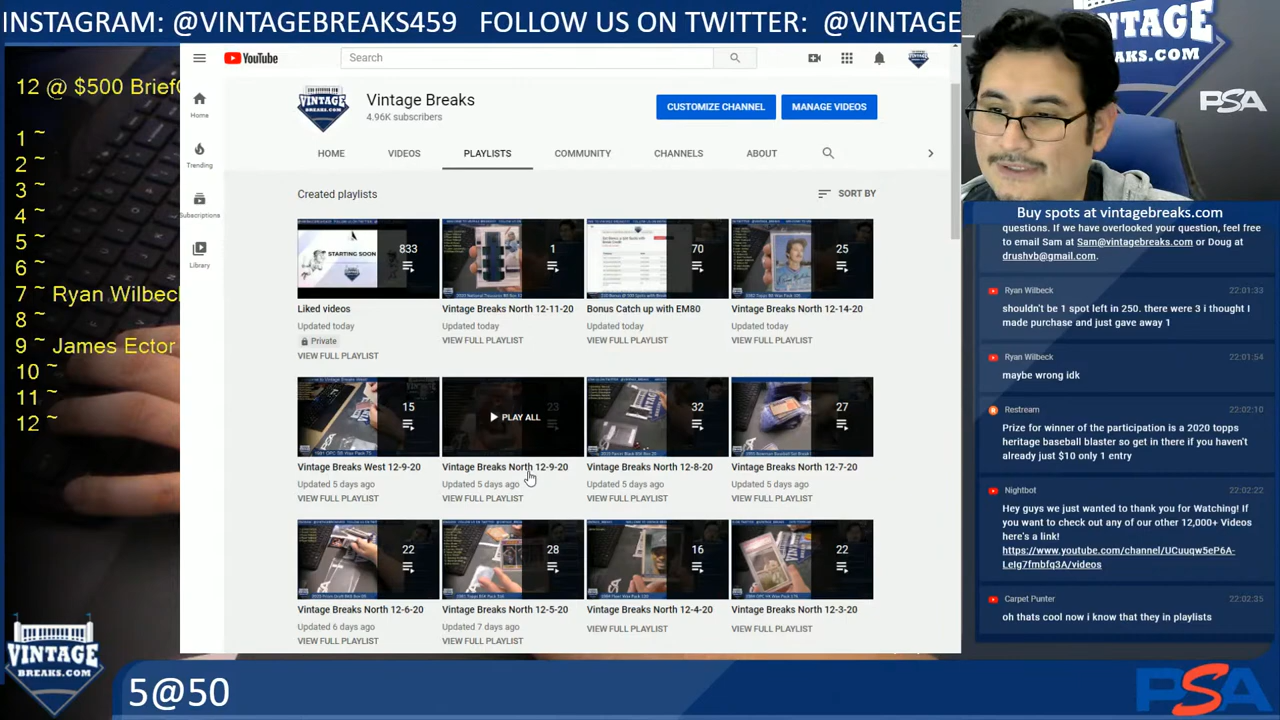 INSTAGRAM: @VINTAGEBREAKS459 FOLLOW US ON TWITTER: @VINTAGE_
12 @ $500 Brief
1 ~
2 ~
3 ~
4 ~
5 ~
6 ~
7 ~ Ryan Wilbeck
8 ~
9 ~ James Ector
10 ~
11 ~
12 ~
YouTube
Search
Home
Trending
Subscriptions
Library
VINTAGE
BREAKS.COM
Vintage Breaks
4.96K subscribers
CUSTOMIZE CHANNEL
MANAGE VIDEOS
HOME
VIDEOS
PLAYLISTS
COMMUNITY
CHANNELS
ABOUT
Created playlists
SORT BY
STARTING SOON
833
1
70
25
Liked videos
Updated today
Private
VIEW FULL PLAYLIST
Vintage Breaks North 12-11-20
Updated today
VIEW FULL PLAYLIST
Bonus Catch up with EM80
Updated today
VIEW FULL PLAYLIST
Vintage Breaks North 12-14-20
Updated today
VIEW FULL PLAYLIST
15
PLAY ALL
23
32
27
Vintage Breaks West 12-9-20
Updated 5 days ago
VIEW FULL PLAYLIST
Vintage Breaks North 12-9-20
Updated 5 days ago
VIEW FULL PLAYLIST
Vintage Breaks North 12-8-20
Updated 5 days ago
VIEW FULL PLAYLIST
Vintage Breaks North 12-7-20
Updated 5 days ago
VIEW FULL PLAYLIST
22
28
16
22
Vintage Breaks North 12-6-20
Updated 6 days ago
VIEW FULL PLAYLIST
Vintage Breaks North 12-5-20
Updated 7 days ago
VIEW FULL PLAYLIST
Vintage Breaks North 12-4-20
VIEW FULL PLAYLIST
Vintage Breaks North 12-3-20
VIEW FULL PLAYLIST
VINTAGE
BREAKS.COM
PSA
Buy spots at vintagebreaks.com
questions. If we have overlooked your question, feel free
to email Sam at Sam@vintagebreaks.com or Doug at
drushvb@gmail.com.
Ryan Wilbeck 22:01:33
shouldn't be 1 spot left in 250. there were 3 i thought I
made purchase and just gave away 1
Ryan Wilbeck 22:01:54
maybe wrong idk
Restream 22:02:10
Prize for winner of the participation is a 2020 topps
heritage baseball blaster so get in there if you haven't
already just $10 only 1 entry
Nightbot 22:02:22
Hey guys we just wanted to thank you for Watching! If
you want to check out any of our other 12,000+ Videos
here's a link!
https://www.youtube.com/channel/UCuuqw5eP6A-
LeIg7fmbfq3A/videos
Carpet Punter 22:02:35
oh thats cool now i know that they in playlists
VINTAGE
BREAKS.COM
5@50
PSA